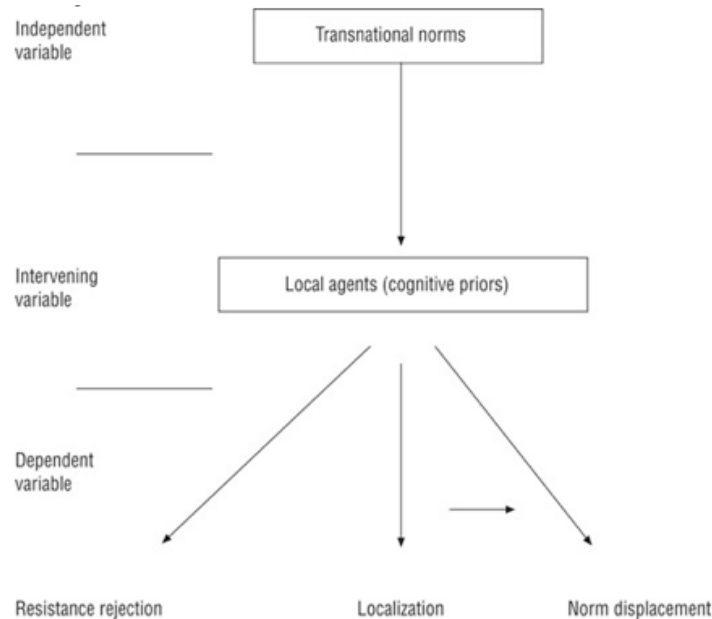 Independent
variable
Transnational norms
Intervening
variable
Local agents (cognitive priors)
Dependent
variable
Resistance rejection
Localization
Norm displacement